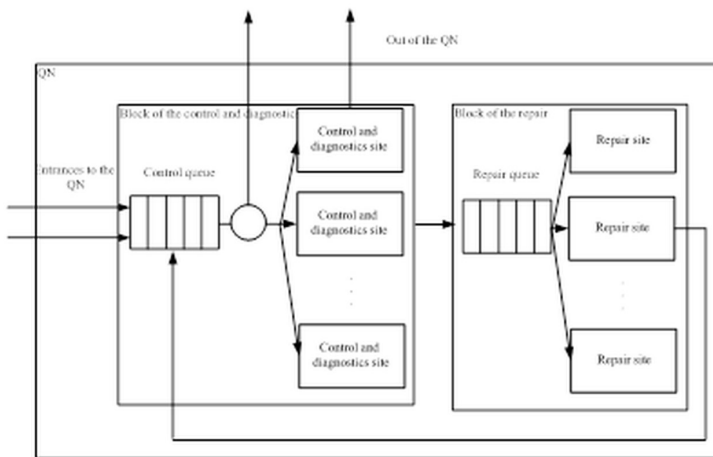 Out of the QN
QN
Block of the control and diagnostics
Block of the repair
Control and
diagnostics site
Repair site
Entrances to the
QN
Control queue
Repair queue
Control and
diagnostics site
Repair site
Control and
diagnostics site
Repair site